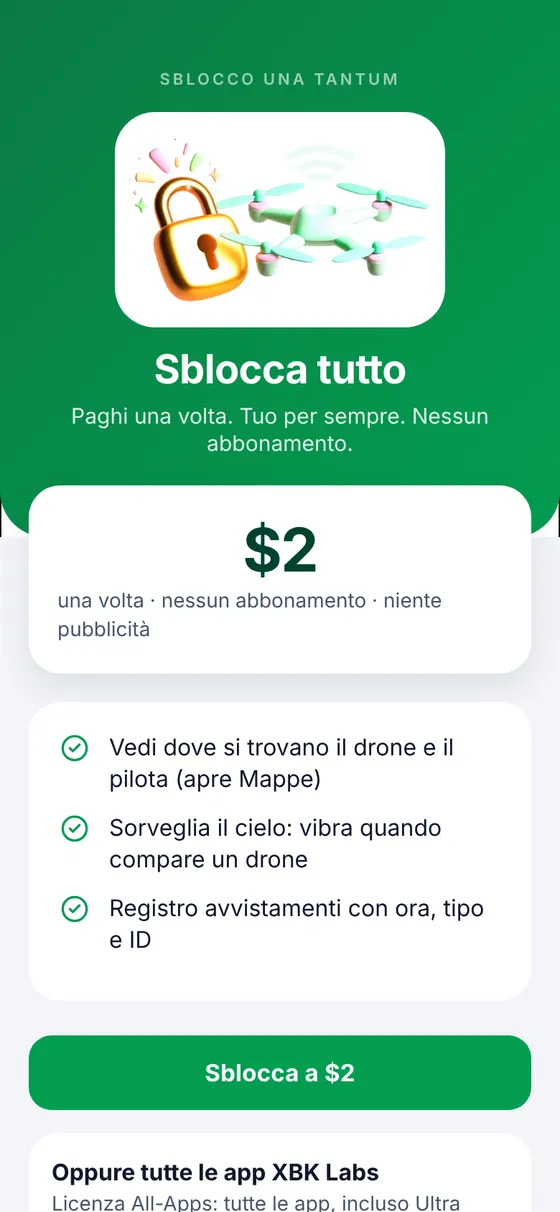 SBLOCCO UNA TANTUM
Sblocca tutto
Paghi una volta. Tuo per sempre. Nessun
abbonamento.
$2
una volta · nessun abbonamento · niente
pubblicità
Vedi dove si trovano il drone e il
pilota (apre Mappe)
Sorveglia il cielo: vibra quando
compare un drone
Registro avvistamenti con ora, tipo
e ID
Sblocca a $2
Oppure tutte le app XBK Labs
Licenza All-Apps: tutte le app, incluso Ultra